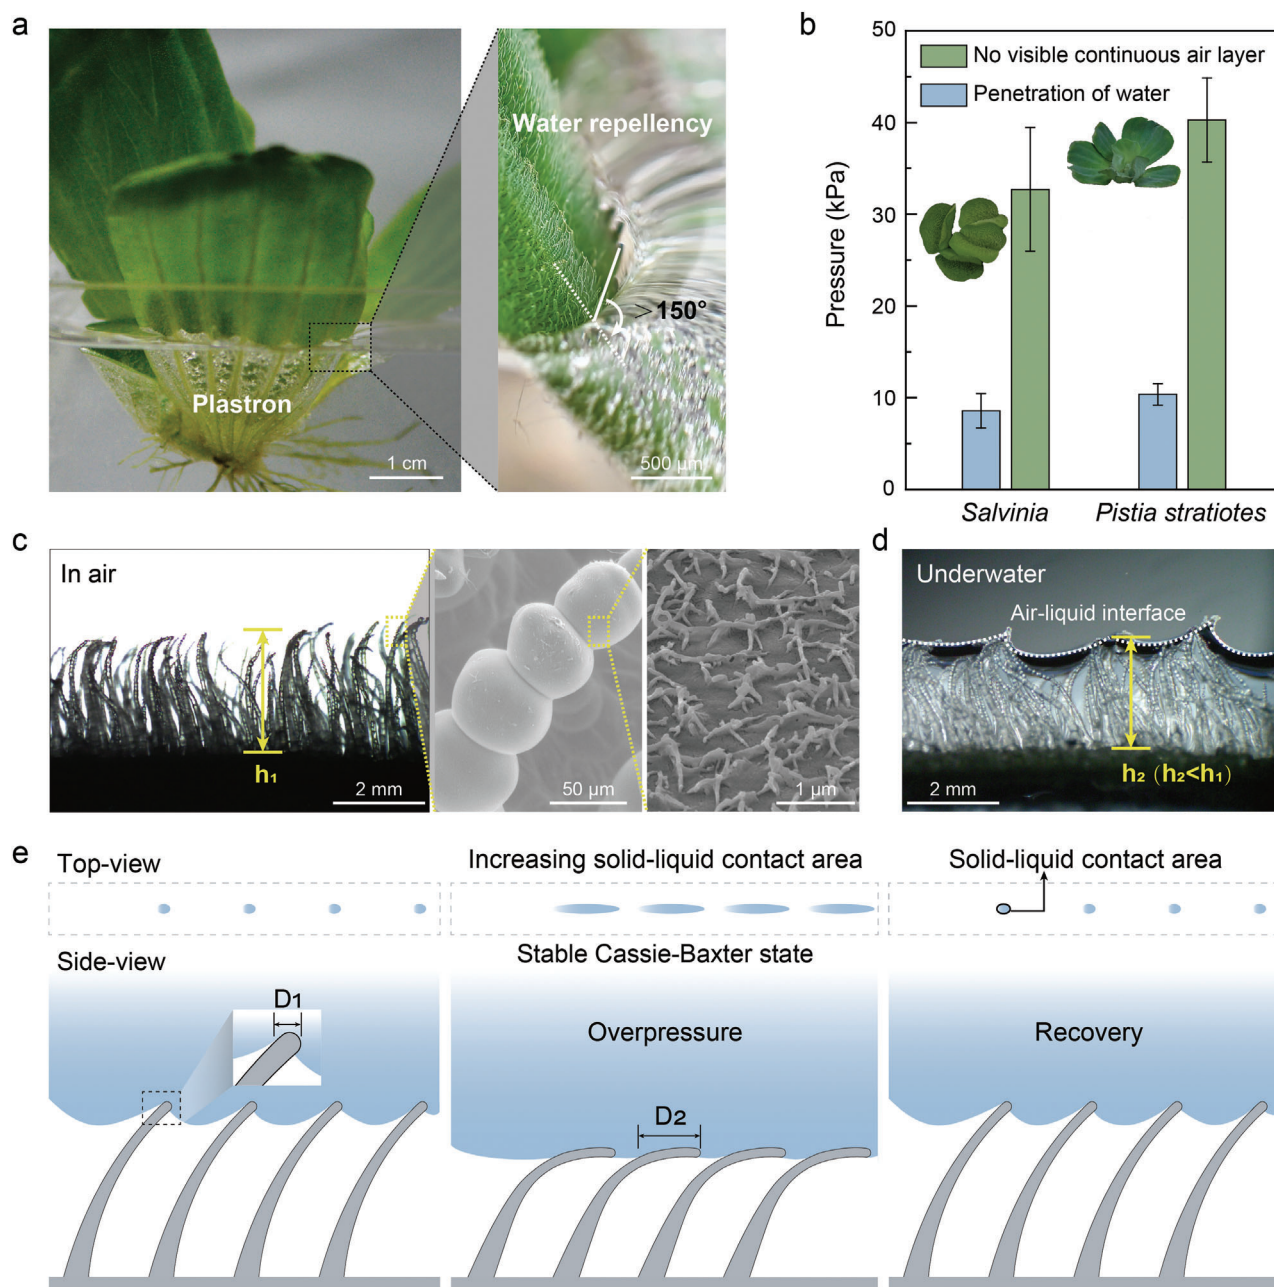 a
Water repellency
>150°
Plastron
1 cm
500 µm
b
50
40
30
20
10
0
Pressure (kPa)
No visible continuous air layer
Penetration of water
Salvinia
Pistia stratiotes
c
In air
h₁
2 mm
50 µm
1 µm
d
Underwater
Air-liquid interface
h₂ (h₂<h₁)
2 mm
e
Top-view
Increasing solid-liquid contact area
Solid-liquid contact area
Side-view
Stable Cassie-Baxter state
D1
Overpressure
Recovery
D2